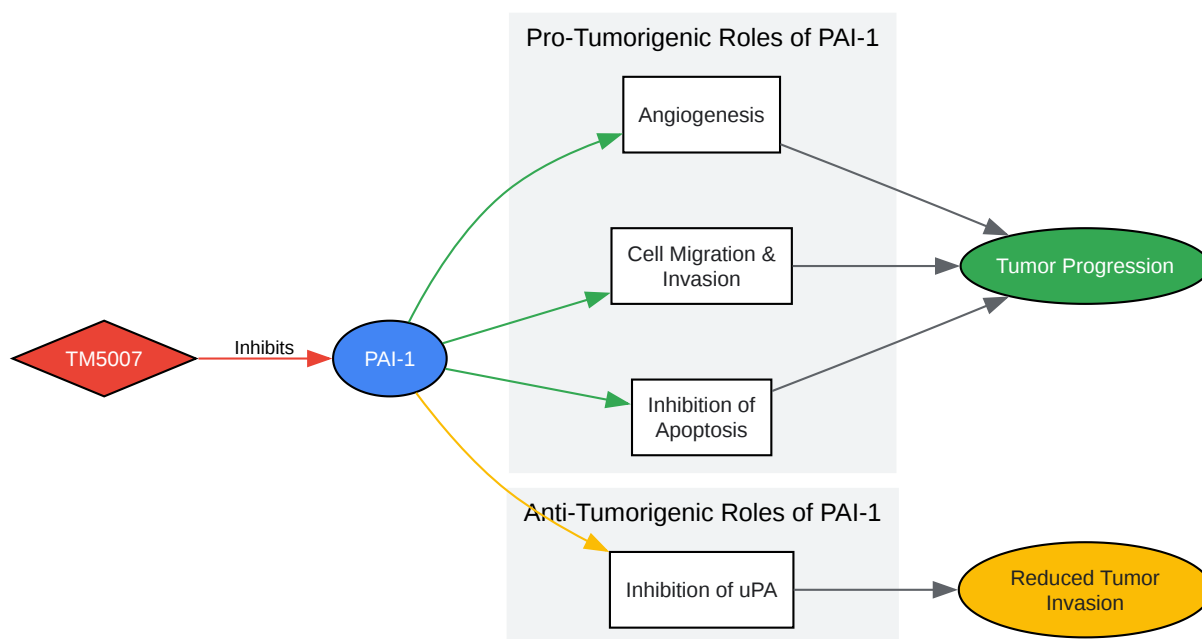 Pro-Tumorigenic Roles of PAI-1
Angiogenesis
Cell Migration &
Invasion
Tumor Progression
TM5007
Inhibits
PAI-1
Inhibition of
Apoptosis
Anti-Tumorigenic Roles of PAI-1
Inhibition of uPA
Reduced Tumor
Invasion